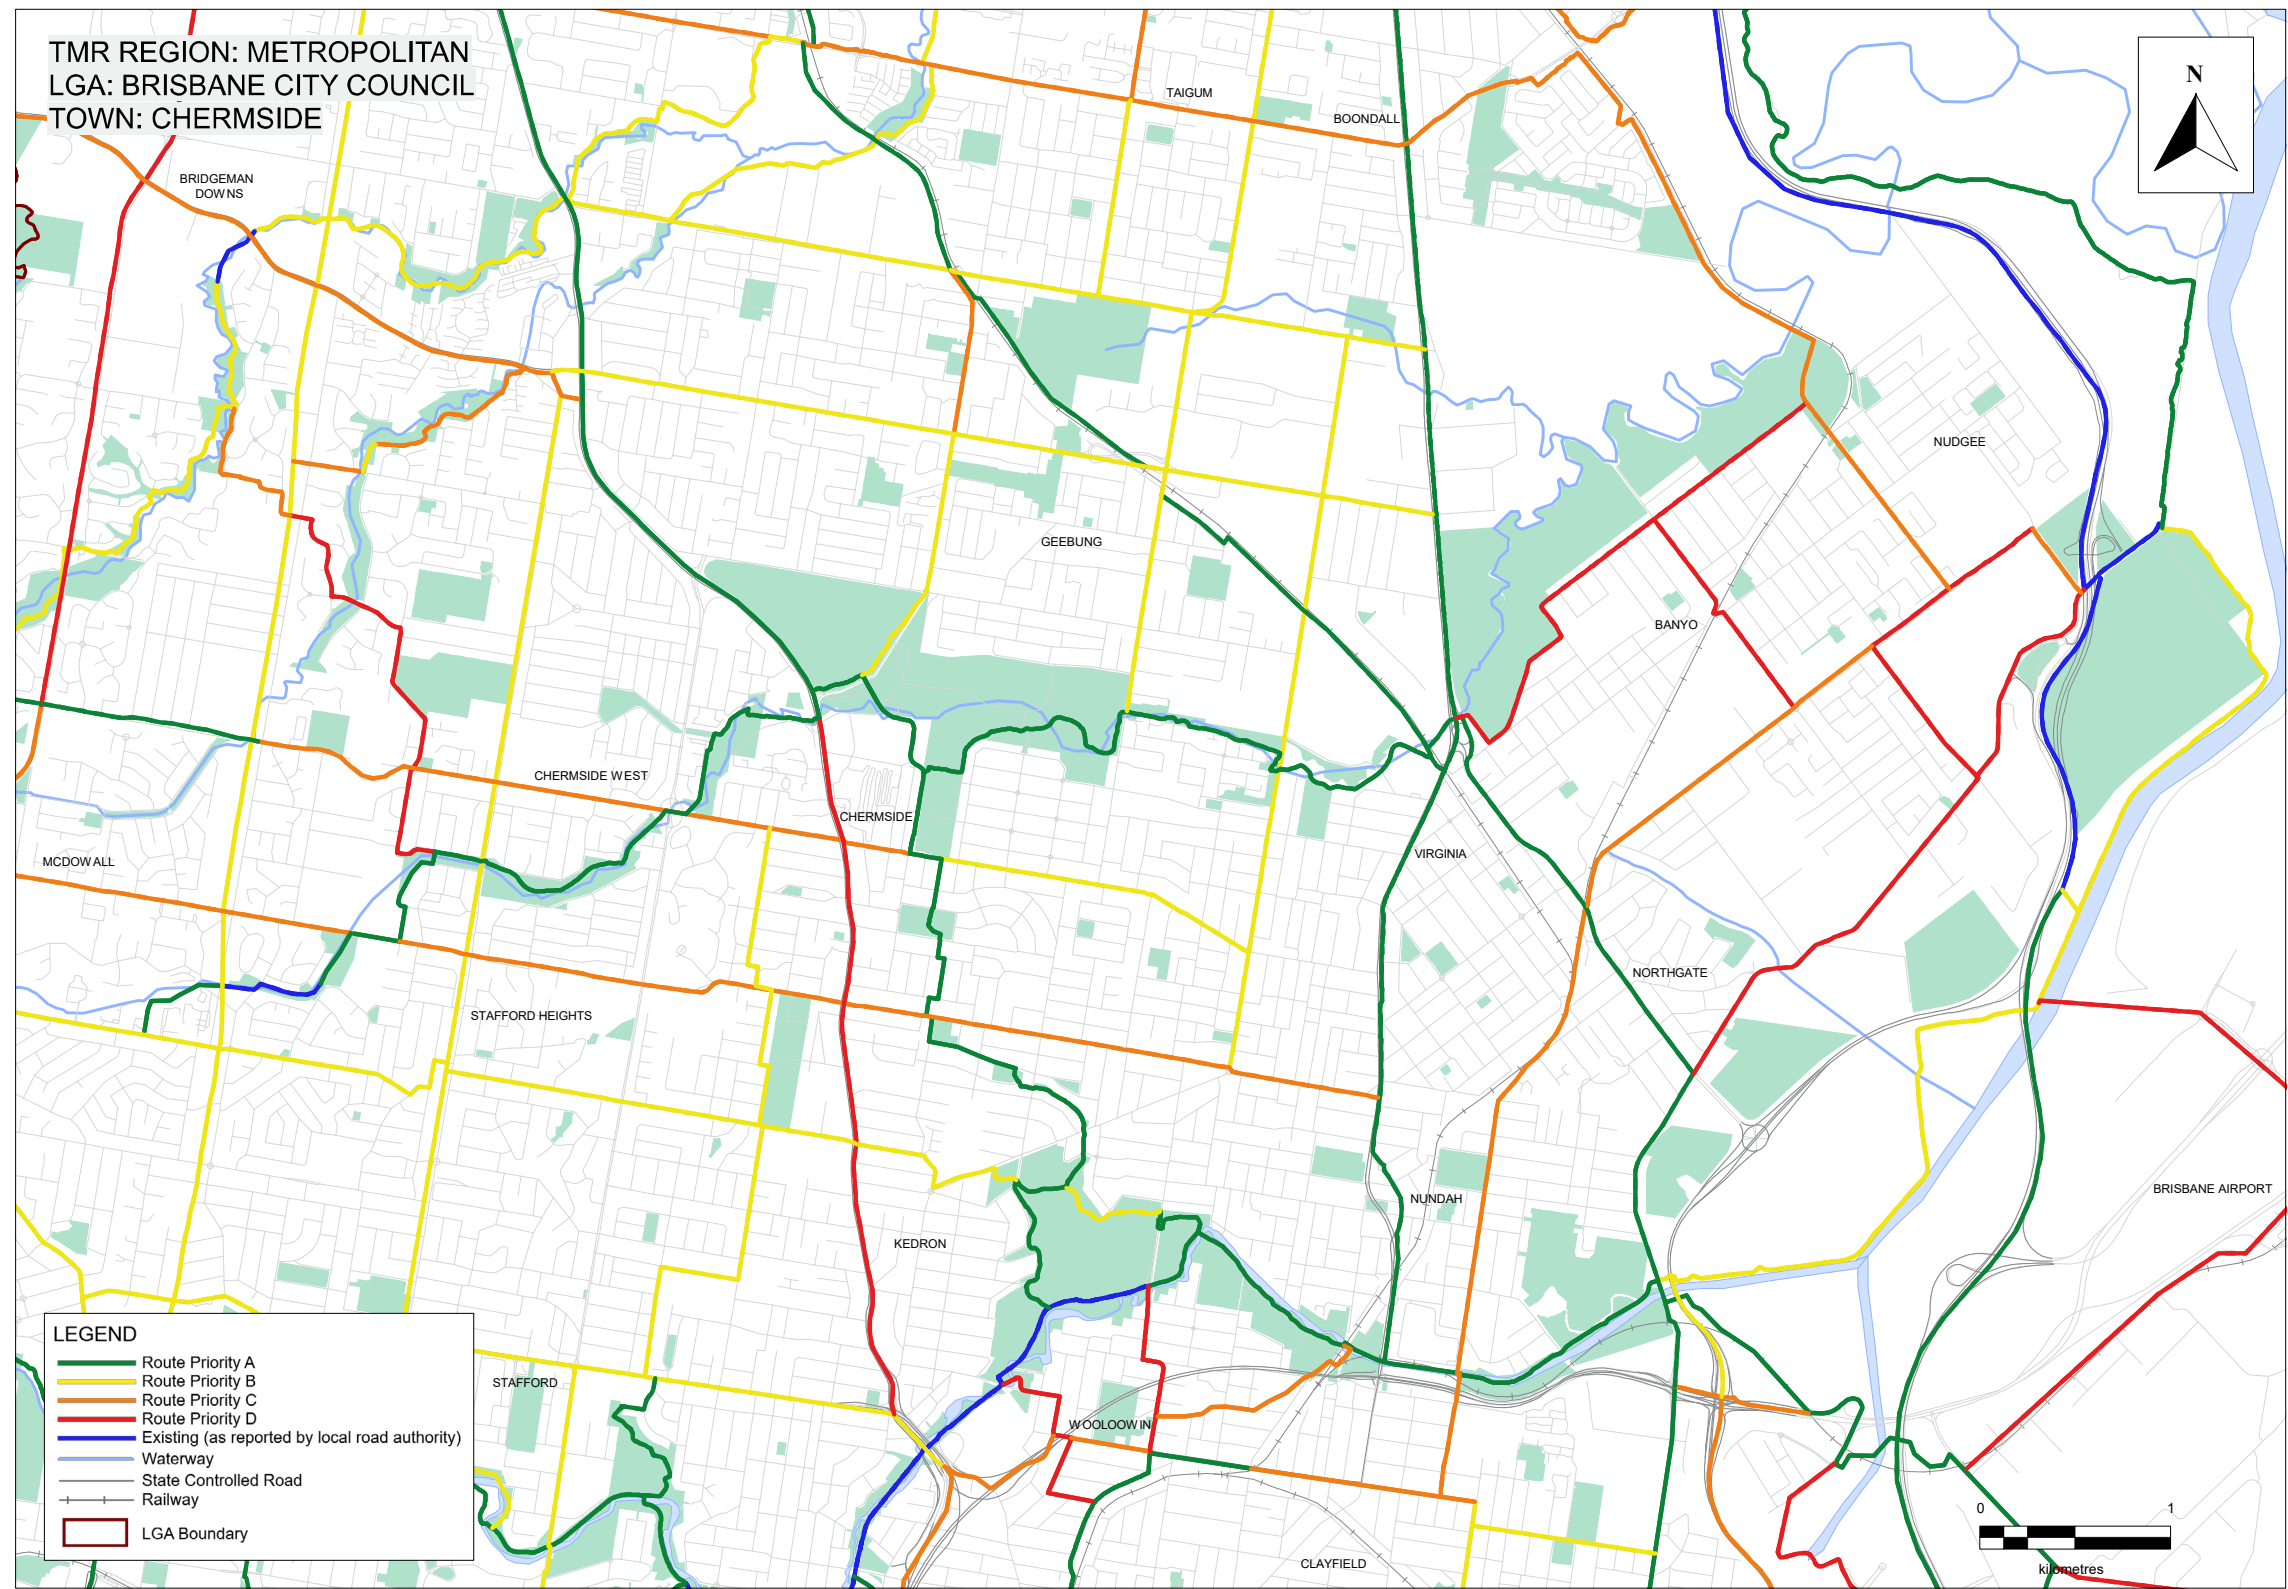 TMR REGION: METROPOLITAN
LGA: BRISBANE CITY COUNCIL
TOWN: CHERMSIDE
N
TAIGUM
BOONDALL
BRIDGEMAN
DOWNS
NUDGEE
GEEBUNG
BANYO
CHERMSIDE WEST
CHERMSIDE
MCDOWALL
VIRGINIA
NORTHGATE
STAFFORD HEIGHTS
BRISBANE AIRPORT
NUNDAH
KEDRON
STAFFORD
WOOLOOWIN
CLAYFIELD
LEGEND
Route Priority A
Route Priority B
Route Priority C
Route Priority D
Existing (as reported by local road authority)
Waterway
State Controlled Road
Railway
LGA Boundary
0 1
kilometres